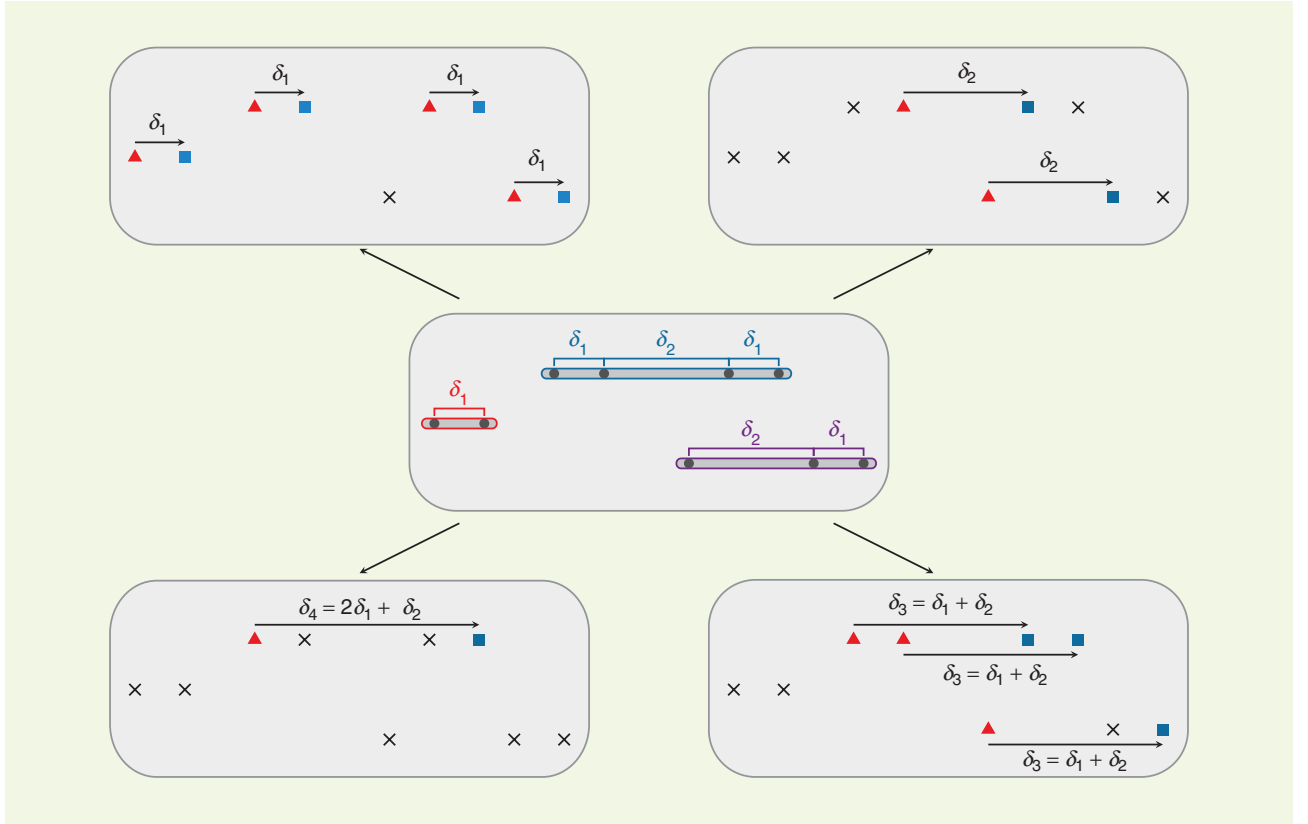 δ₁ δ₁ δ₂
δ₁
δ₁ δ₂
δ₁ δ₂ δ₁
δ₁
δ₂ δ₁
δ₄ = 2δ₁ + δ₂
δ₃ = δ₁ + δ₂
δ₃ = δ₁ + δ₂
δ₃ = δ₁ + δ₂